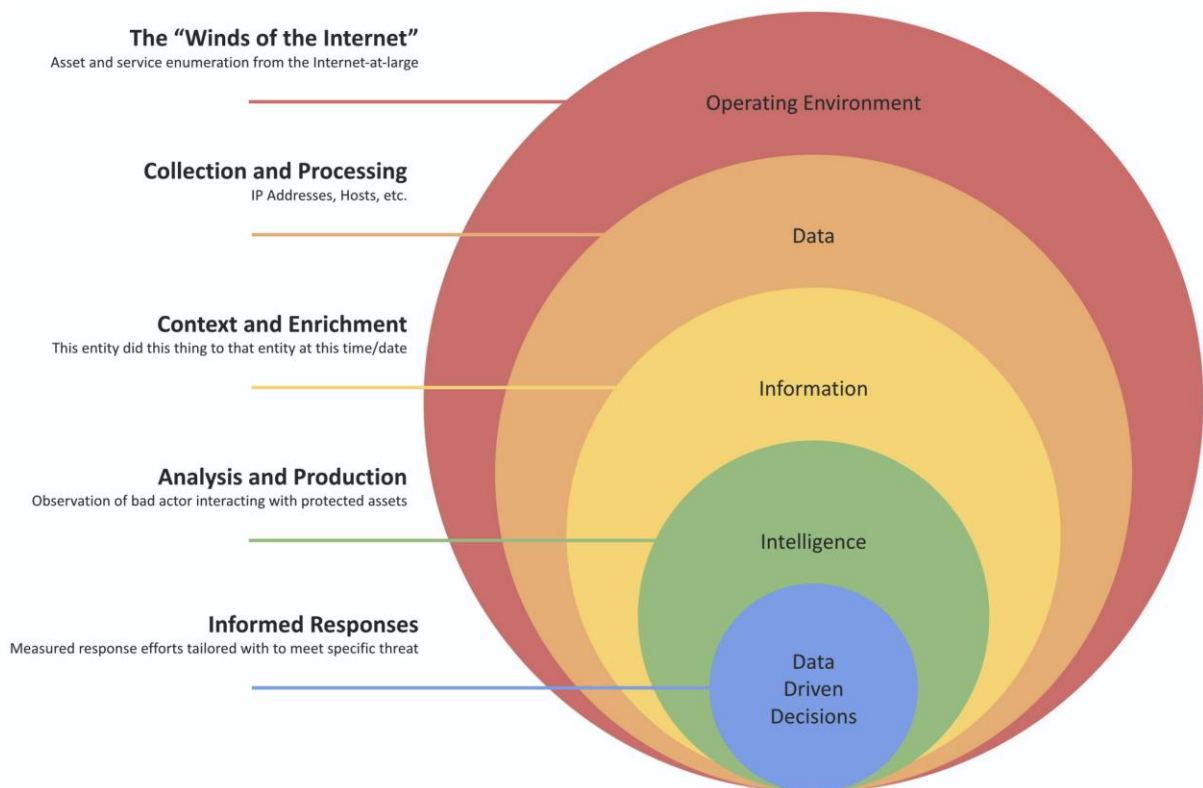 The “Winds of the Internet”
Asset and service enumeration from the Internet-at-large
Operating Environment
Collection and Processing
IP Addresses, Hosts, etc.
Data
Context and Enrichment
This entity did this thing to that entity at this time/date
Information
Analysis and Production
Observation of bad actor interacting with protected assets
Intelligence
Informed Responses
Measured response efforts tailored with to meet specific threat
Data
Driven
Decisions